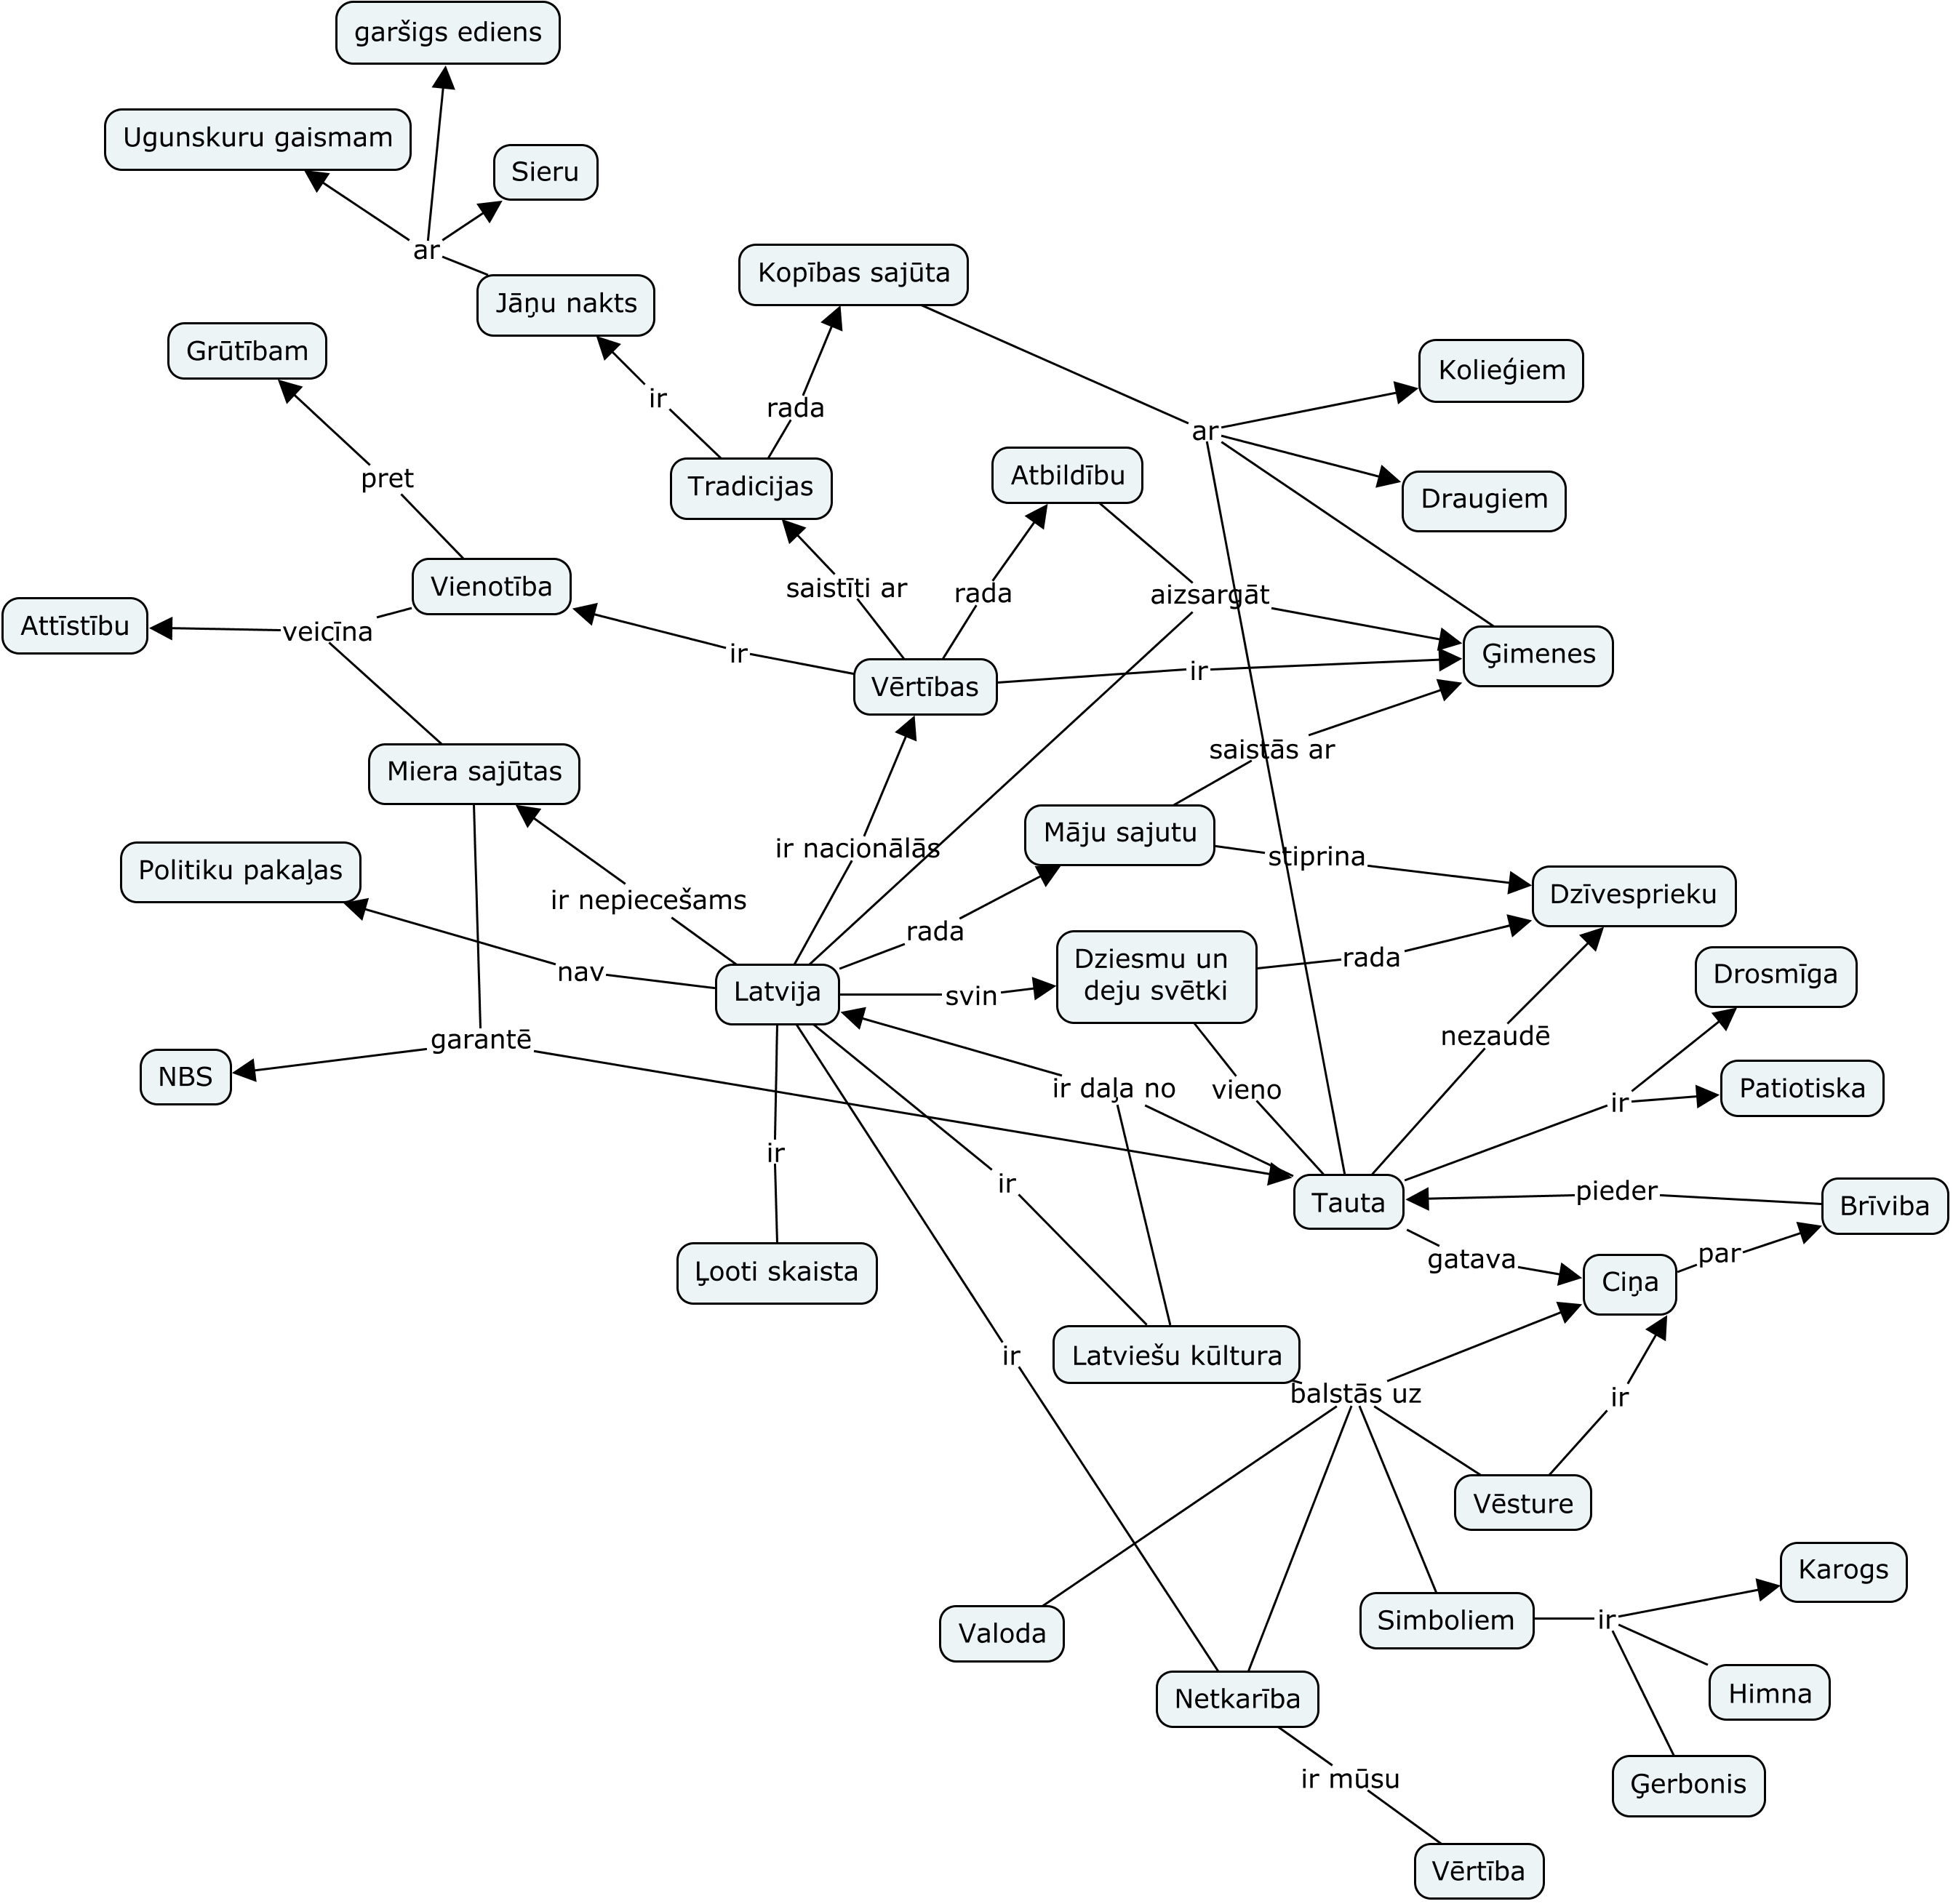 garšigs ediens
Ugunskuru gaismam
Sieru
ar
Kopības sajūta
Jāņu nakts
Grūtībam
Kolieģiem
ir
rada
ar
pret
Tradicijas
Atbildību
Draugiem
Vienotība
saistīti ar
rada
aizsargāt
Attīstību
veicīna
ir
Ģimenes
Vērtības
ir
saistās ar
Miera sajūtas
Māju sajutu
ir nacionālās
stiprina
Politiku pakaļas
ir nepiecešams
Dzīvesprieku
rada
Dziesmu un
deju svētki
rada
nav
Latvija
svin
Drosmīga
garantē
nezaudē
NBS
ir daļa no
vieno
ir
Patiotiska
ir
ir
Tauta
pieder
Brīviba
gatava
par
Ļooti skaista
Ciņa
ir
Latviešu kūltura
balstās uz
ir
Vēsture
Karogs
Valoda
Simboliem
ir
Netkarība
Himna
ir mūsu
Ģerbonis
Vērtība